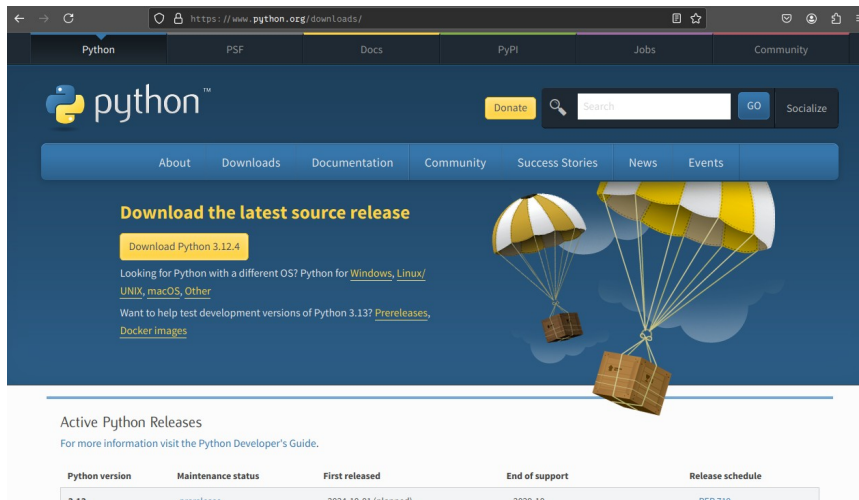 https://www.python.org/downloads/
Python PSF Docs PyPI Jobs Community
python™
Donate Search GO Socialize
About Downloads Documentation Community Success Stories News Events
Download the latest source release
Download Python 3.12.4
Looking for Python with a different OS? Python for Windows, Linux/
UNIX, macOS, Other
Want to help test development versions of Python 3.13? Prereleases,
Docker images
Active Python Releases
For more information visit the Python Developer's Guide.
Python version Maintenance status First released End of support Release schedule